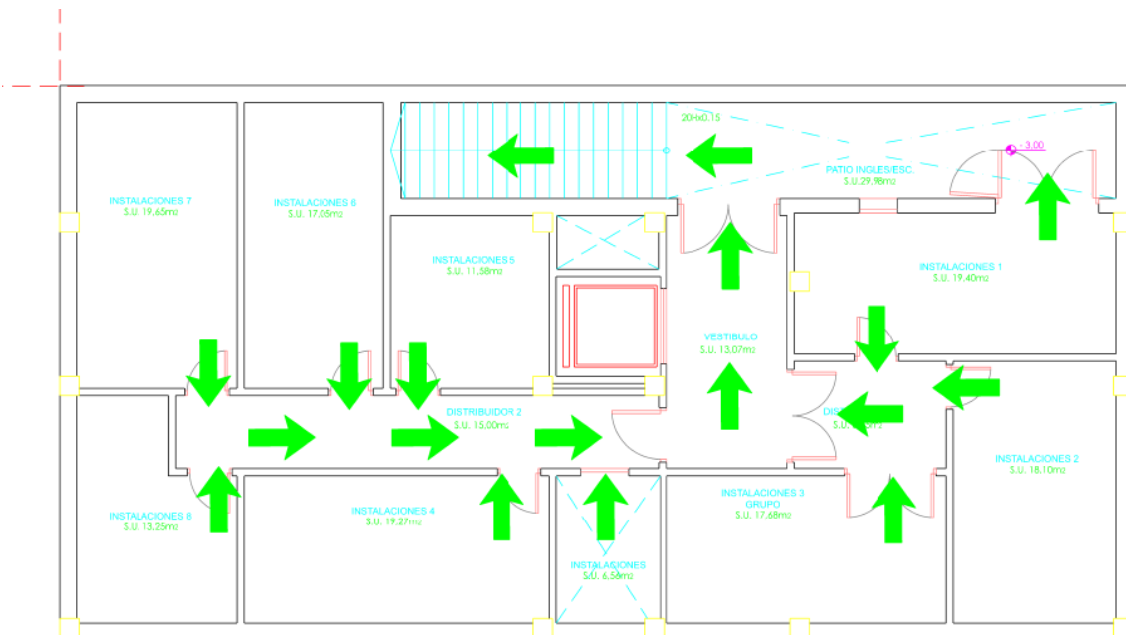 20Hx0.15
- 3.00
PATIO INGLES/ESC.
S.U.29.98m2
INSTALACIONES 7
S.U. 19.65m2
INSTALACIONES 6
S.U. 17.05m2
INSTALACIONES 5
S.U. 11,58m2
INSTALACIONES 1
S.U. 19.40m2
VESTIBULO
S.U. 13,07m2
DISTRIBUIDOR 2
S.U. 15,00m2
S.U.
INSTALACIONES 2
S.U. 18,10m2
INSTALACIONES 8
S.U. 13,25m2
INSTALACIONES 4
S.U. 19.27m2
INSTALACIONES 3
GRUPO
S.U. 17.68m2
INSTALACIONES
S.U. 6,56m2